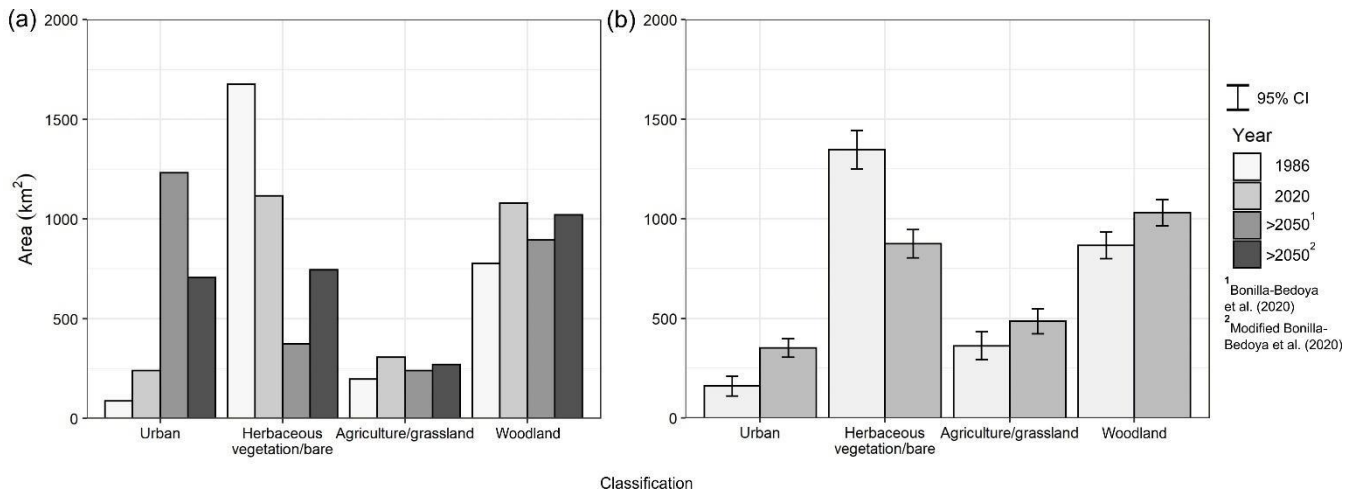 (a)
(b)
2000
1500
1000
500
0
Area (km²)
Urban
Herbaceous
vegetation/bare
Agriculture/grassland
Woodland
2000
1500
1000
500
0
Urban
Herbaceous
vegetation/bare
Agriculture/grassland
Woodland
Classification
95% CI
Year
1986
2020
>2050¹
>2050²
¹Bonilla-Bedoya
et al. (2020)
²Modified Bonilla-
Bedoya et al. (2020)